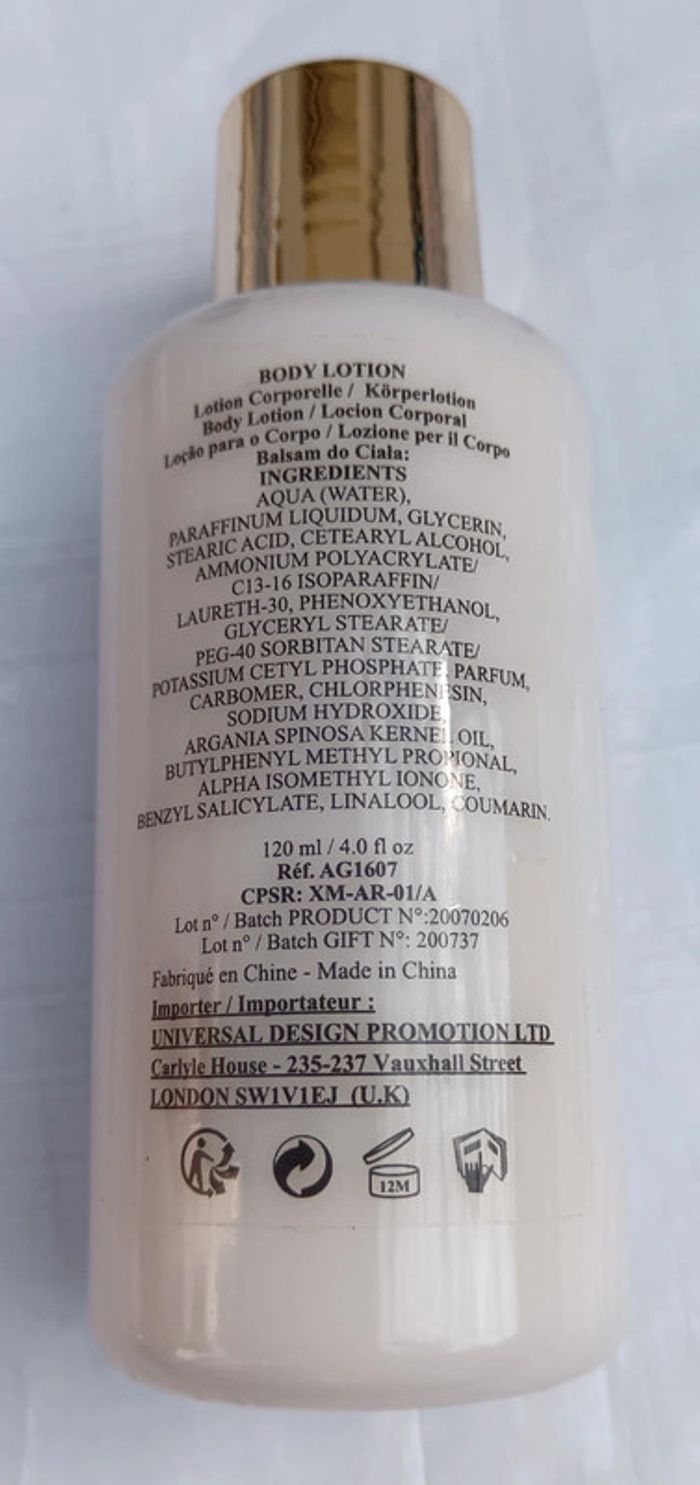 BODY LOTION
Lotion Corporelle / Körperlotion
Body Lotion / Locion Corporal
Loção para o Corpo / Lozione per il Corpo
Balsam do Ciala:
INGREDIENTS
AQUA (WATER),
PARAFFINUM LIQUIDUM, GLYCERIN,
STEARIC ACID, CETEARYL ALCOHOL,
AMMONIUM POLYACRYLATE/
C13-16 ISOPARAFFIN/
LAURETH-30, PHENOXYETHANOL,
GLYCERYL STEARATE/
PEG-40 SORBITAN STEARATE/
POTASSIUM CETYL PHOSPHATE, PARFUM,
CARBOMER, CHLORPHENESIN,
SODIUM HYDROXIDE,
ARGANIA SPINOSA KERNEL OIL,
BUTYLPHENYL METHYL PROPIONAL,
ALPHA ISOMETHYL IONONE,
BENZYL SALICYLATE, LINALOOL, COUMARIN.
120 ml / 4.0 fl oz
Réf. AG1607
CPSR: XM-AR-01/A
Lot n° / Batch PRODUCT N°:20070206
Lot n° / Batch GIFT N°: 200737
Fabriqué en Chine - Made in China
Importer / Importateur :
UNIVERSAL DESIGN PROMOTION LTD
Carlyle House - 235-237 Vauxhall Street
LONDON SW1V1EJ (U.K)
12M